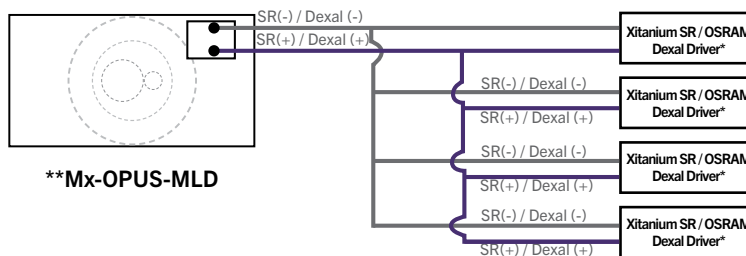 SR(-) / Dexal (-)
SR(+) / Dexal (+)
Xitanium SR / OSRAM
Dexal Driver*
SR(-) / Dexal (-)
SR(+) / Dexal (+)
Xitanium SR / OSRAM
Dexal Driver*
**Mx-OPUS-MLD
SR(-) / Dexal (-)
SR(+) / Dexal (+)
Xitanium SR / OSRAM
Dexal Driver*
SR(-) / Dexal (-)
SR(+) / Dexal (+)
Xitanium SR / OSRAM
Dexal Driver*